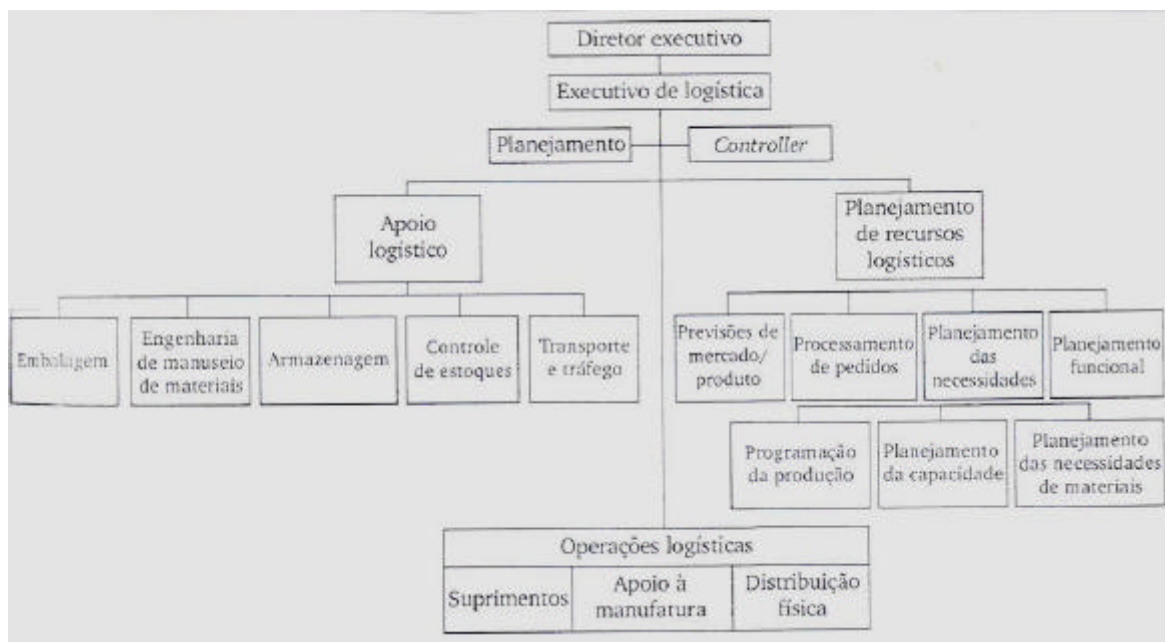 Diretor executivo
Executivo de logística
Planejamento
Controller
Apoio
logístico
Planejamento
de recursos
logísticos
Embalagem
Engenharia
de manuseio
de materiais
Armazenagem
Controle
de estoques
Transporte
e tráfego
Previsões de
mercado/
produto
Processamento
de pedidos
Planejamento
das
necessidades
Planejamento
funcional
Programação
da produção
Planejamento
da capacidade
Planejamento
das necessidades
de materiais
Operações logísticas
Suprimentos
Apoio à
manufatura
Distribuição
física